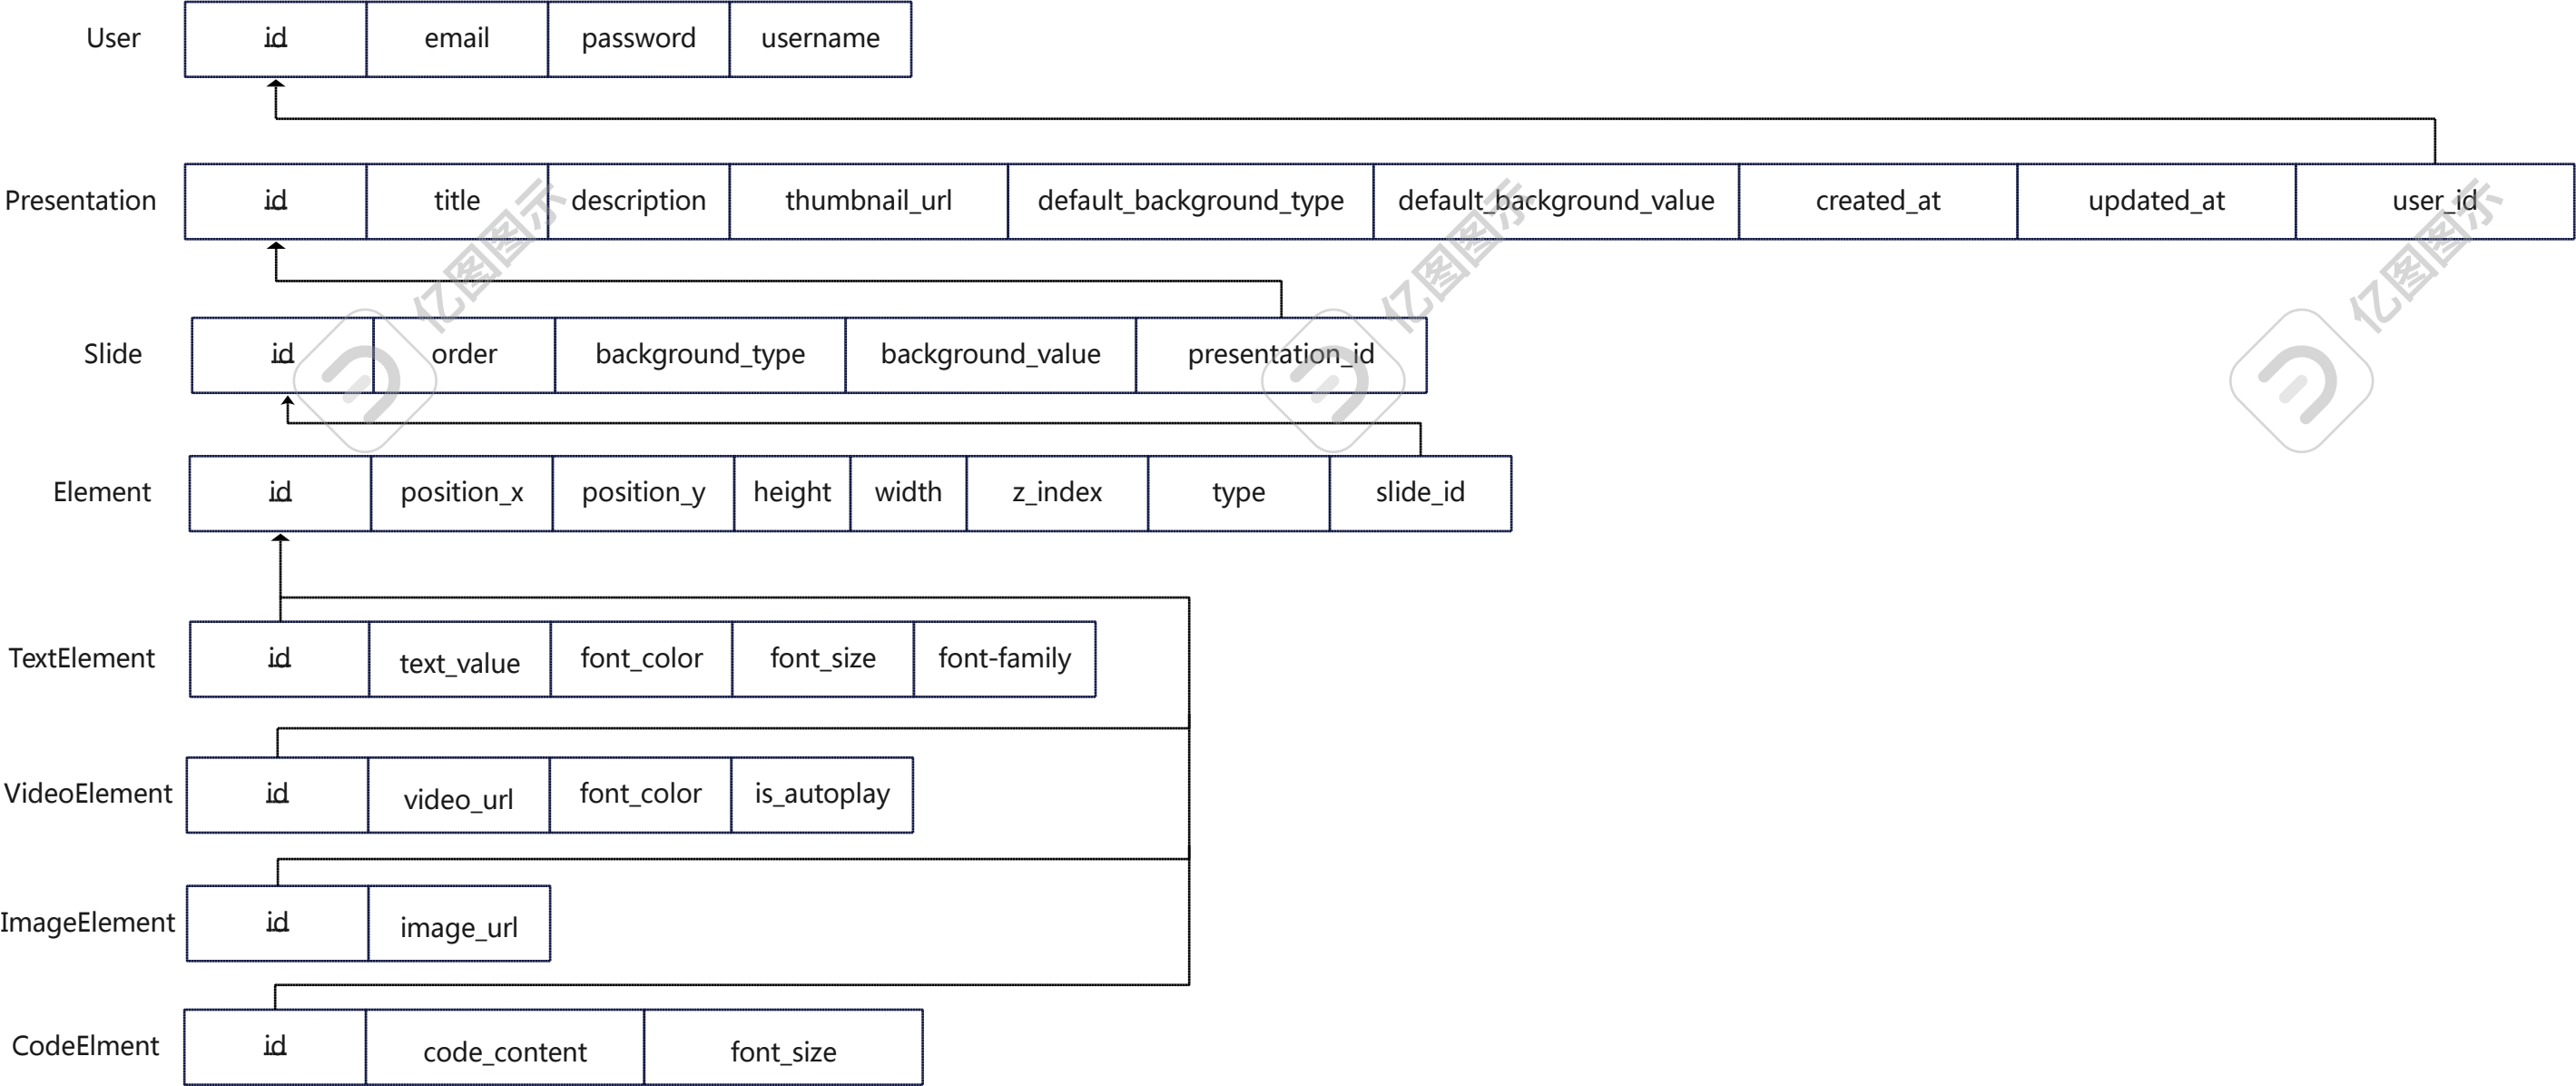 User id email password username
Presentation id title description thumbnail_url default_background_type default_background_value created_at updated_at user_id
亿图图示 亿图图示 亿图图示
Slide id order background_type background_value presentation_id
Element id position_x position_y height width z_index type slide_id
TextElement id text_value font_color font_size font-family
VideoElement id video_url font_color is_autoplay
ImageElement id image_url
CodeElment id code_content font_size